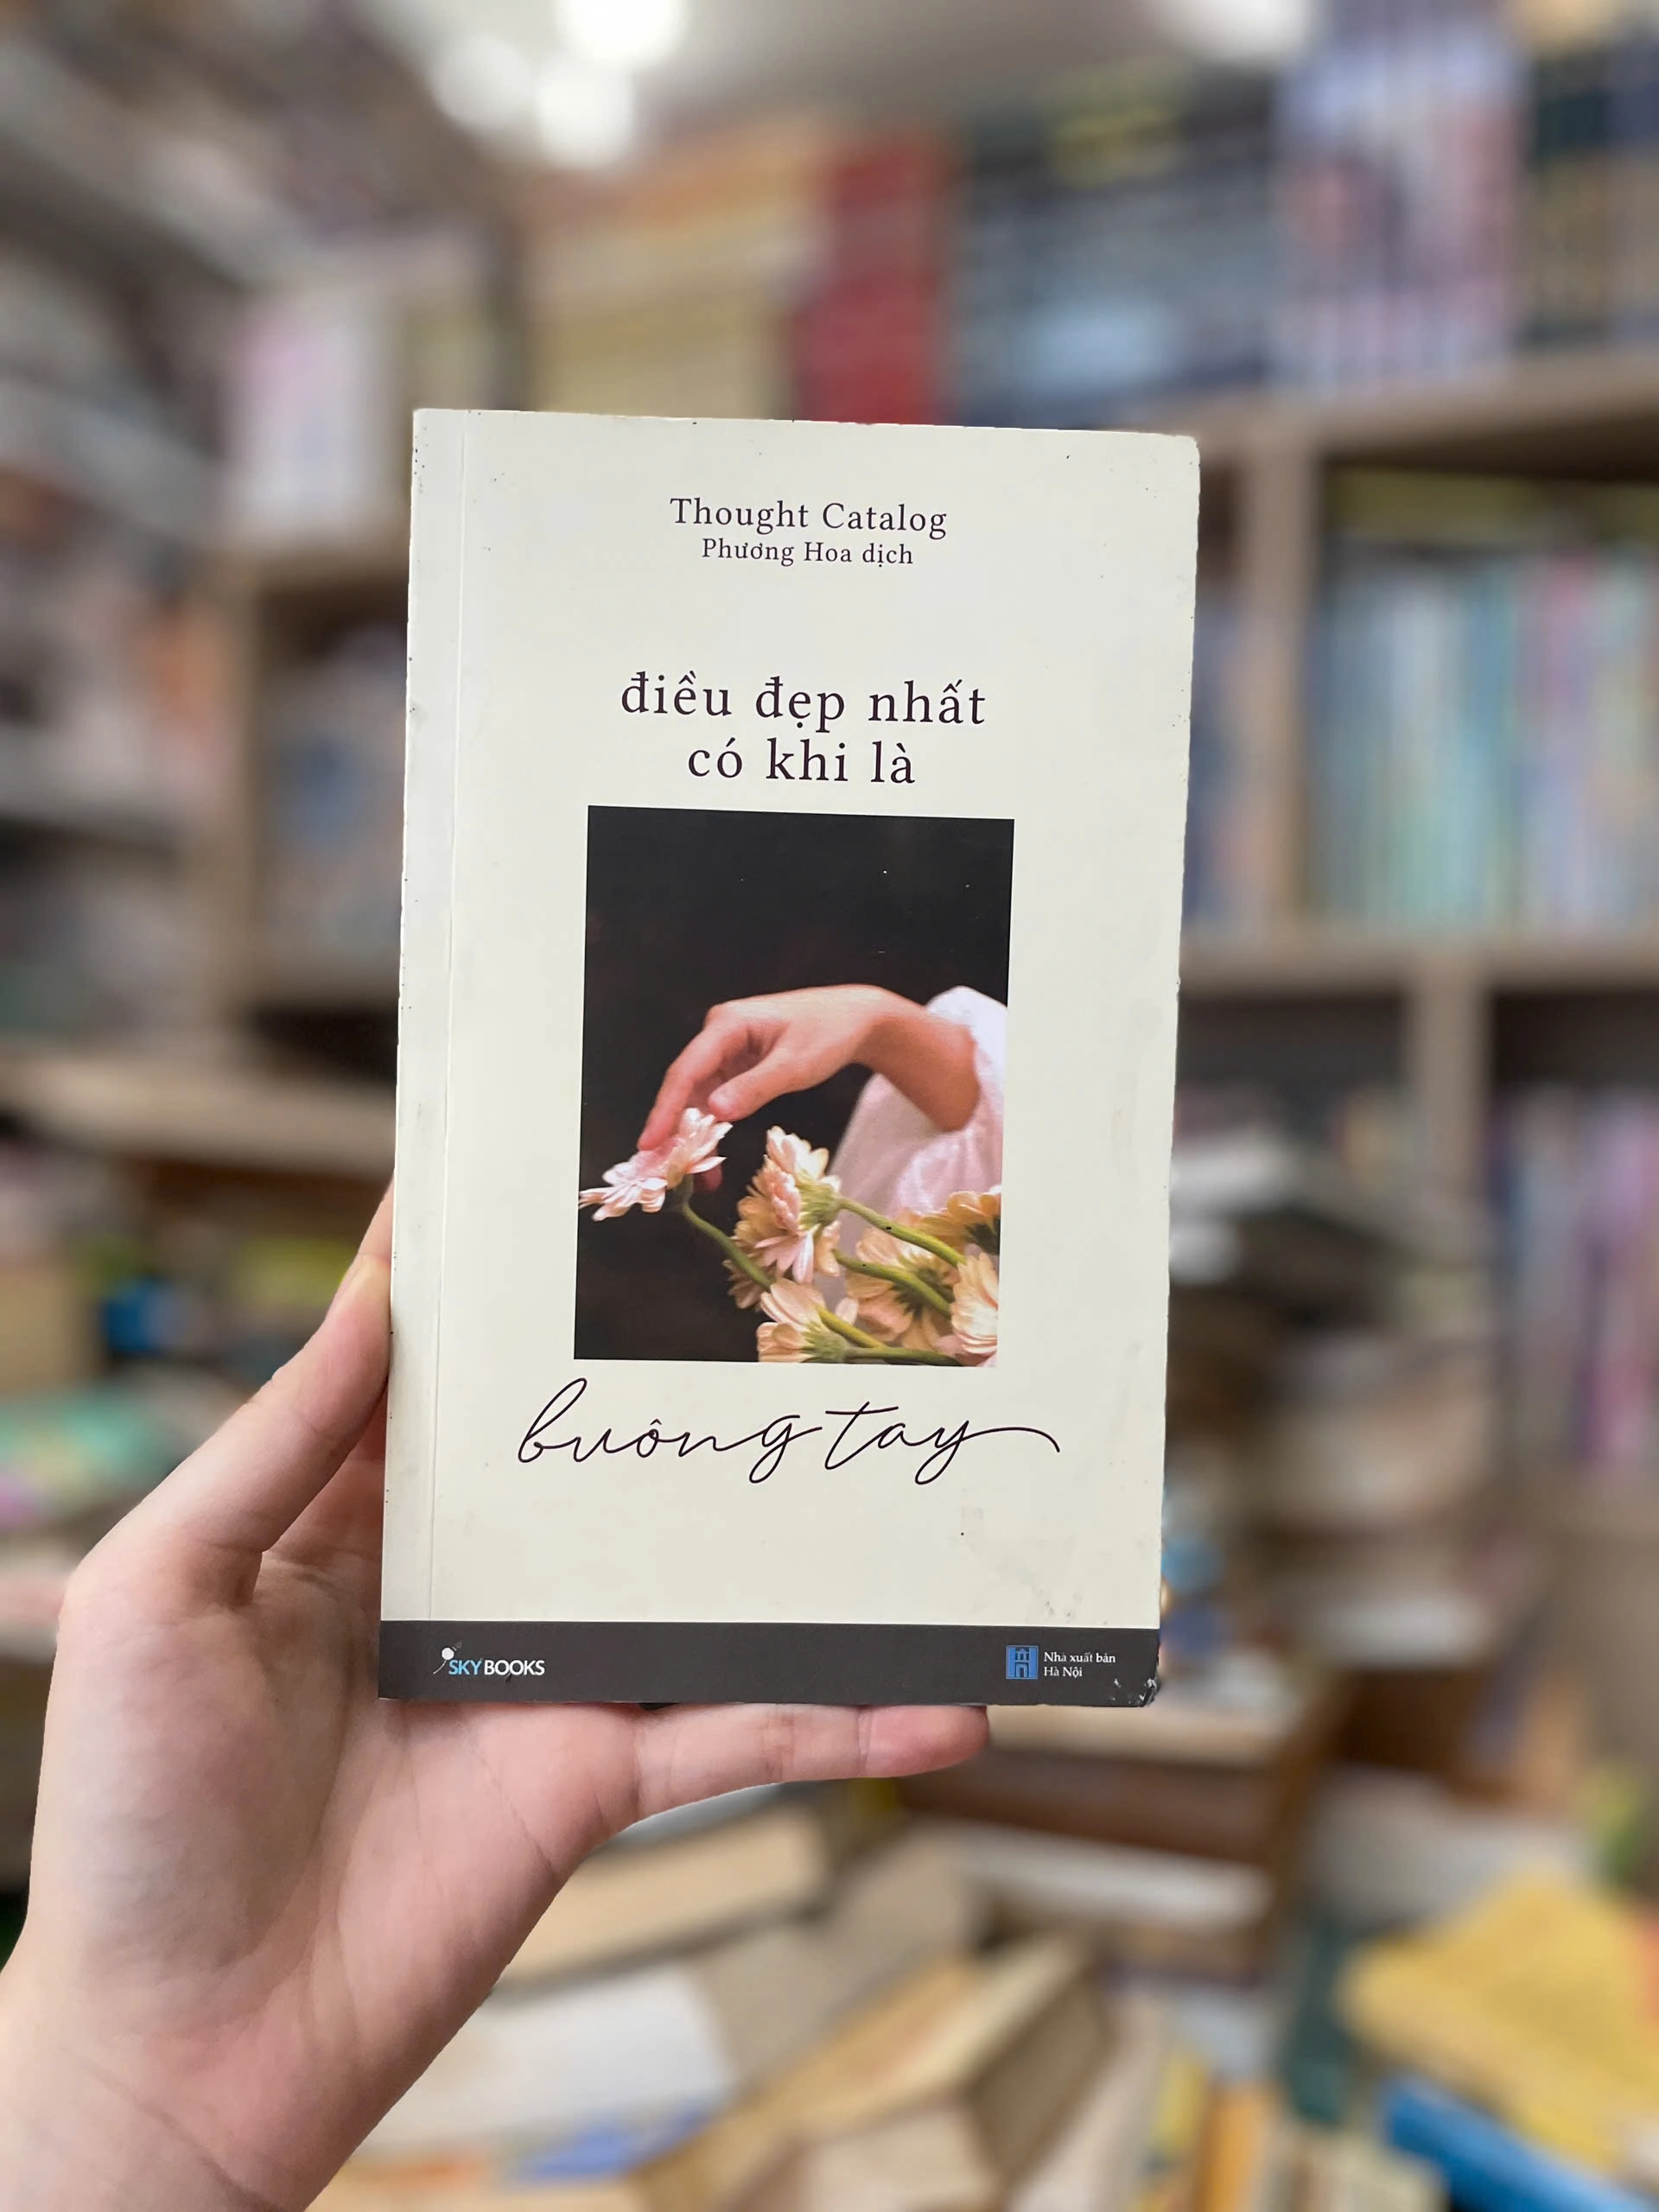 Thought Catalog
Phương Hoa dịch
điều đẹp nhất
có khi là
buông tay
SKYBOOKS
Nhà xuất bản
Hà Nội